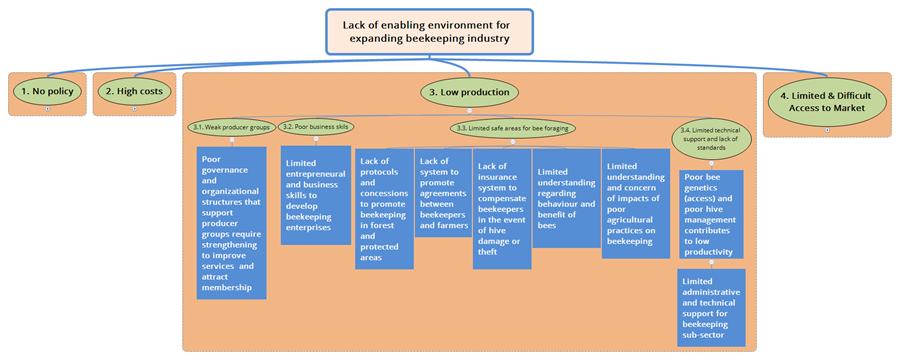 Lack of enabling environment for
expanding beekeeping industry
1. No policy
2. High costs
3. Low production
4. Limited & Difficult
Access to Market
3.1. Weak producer groups
3.2. Poor business skils
3.3. Limited safe areas for bee foraging
3.4. Limited technical
support and lack of
standards
Poor
governance
and
organizational
structures that
support
producer
groups require
strengthening
to improve
services and
attract
membership
Limited
entrepreneural
and business
skills to
develop
beekeeping
enterprises
Lack of
protocols
and
concessions
to promote
beekeeping
in forest
and
protected
areas
Lack of
system to
promote
agreements
between
beekeepers
and farmers
Lack of
insurance
system to
compensate
beekeepers
in the event
of hive
damage or
theft
Limited
understanding
regarding
behaviour and
benefit of
bees
Limited
understanding
and concern
of impacts of
poor
agricultural
practices on
beekeeping
Poor bee
genetics
(access) and
poor hive
management
contributes
to low
productivity
Limited
administrative
and technical
support for
beekeeping
sub-sector